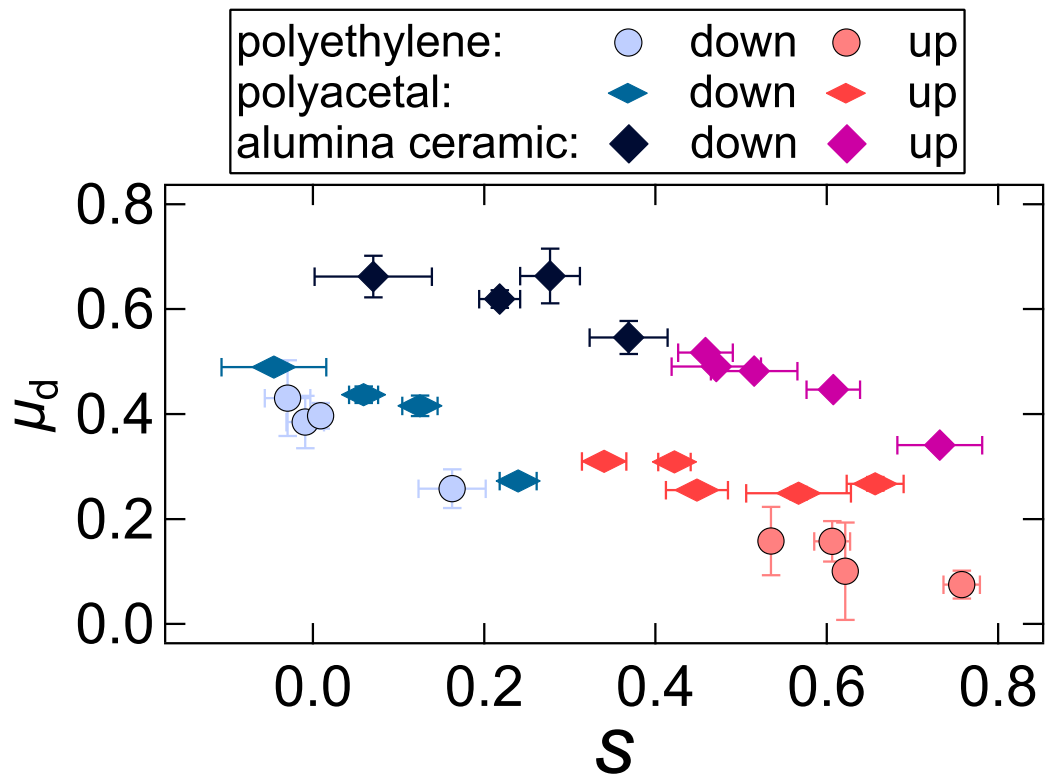 polyethylene: down up
polyacetal: down up
alumina ceramic: down up
0.8
0.6
0.4
0.2
0.0
μd
0.0 0.2 0.4 0.6 0.8
s